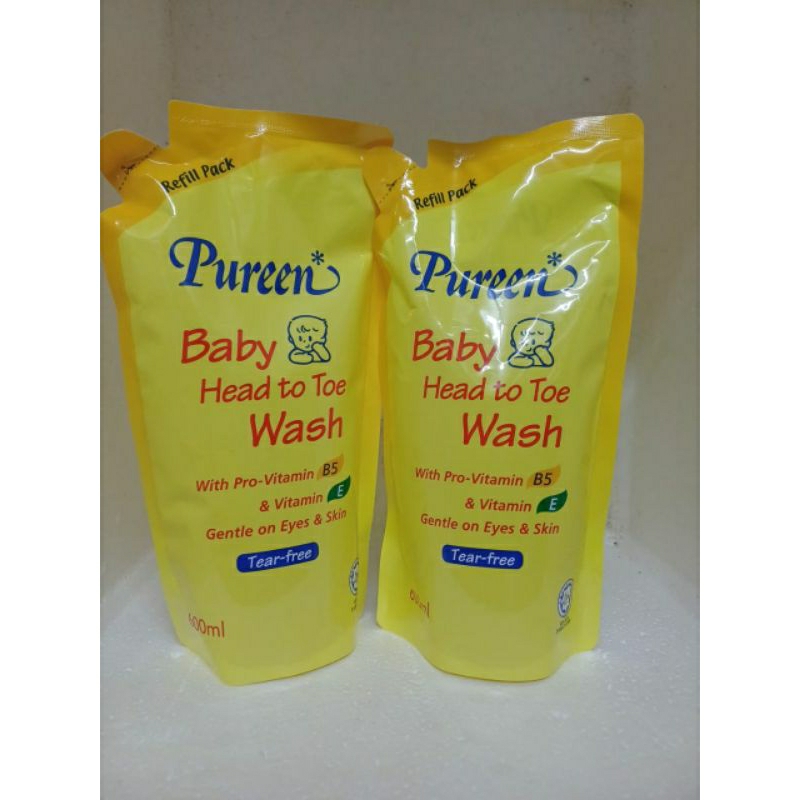 Refill Pack
Pureen*
Baby
Head to Toe
Wash
With Pro-Vitamin B5
& Vitamin E
Gentle on Eyes & Skin
Tear-free
600ml
Refill Pack
Pureen*
Baby
Head to Toe
Wash
With Pro-Vitamin B5
& Vitamin E
Gentle on Eyes & Skin
Tear-free
600ml